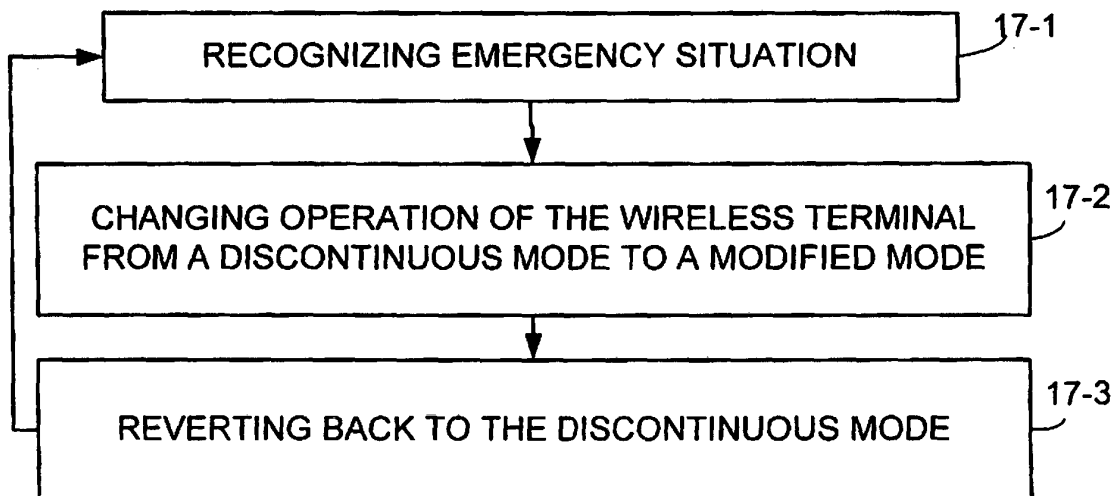 17-1
RECOGNIZING EMERGENCY SITUATION
17-2
CHANGING OPERATION OF THE WIRELESS TERMINAL
FROM A DISCONTINUOUS MODE TO A MODIFIED MODE
17-3
REVERTING BACK TO THE DISCONTINUOUS MODE